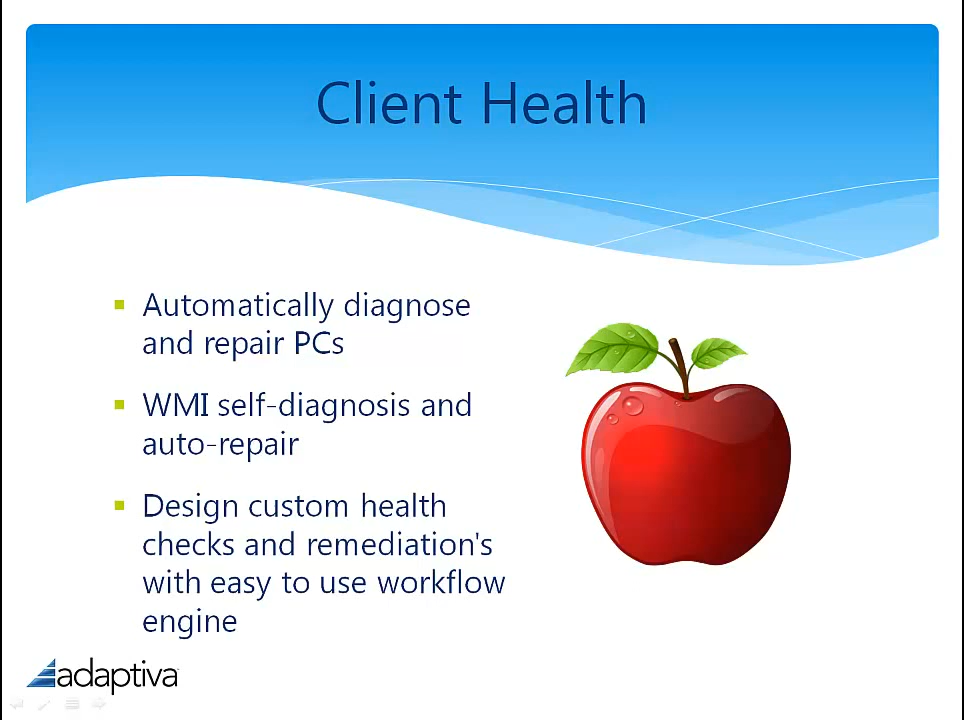 Client Health
Automatically diagnose
and repair PCs
WMI self-diagnosis and
auto-repair
Design custom health
checks and remediation's
with easy to use workflow
engine
adaptiva